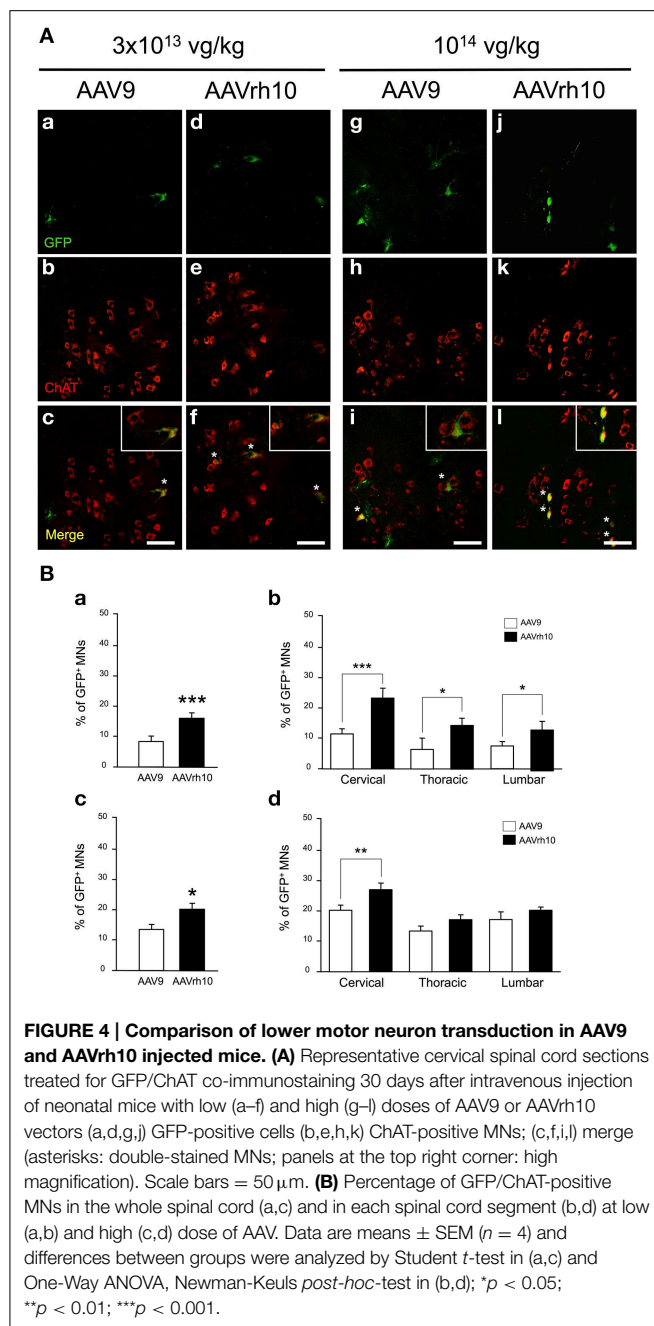 A
3x10¹³ vg/kg
10¹⁴ vg/kg
AAV9
AAVrh10
AAV9
AAVrh10
a
d
g
j
GFP
b
e
h
k
ChAT
c
f
i
l
*
*
*
*
*
*
*
*
*
*
Merge
B
a
50
40
30
20
10
0
% of GFP⁺ MNs
***
AAV9
AAVrh10
b
50
40
30
20
10
0
% of GFP⁺ MNs
AAV9
AAVrh10
***
*
*
Cervical
Thoracic
Lumbar
c
50
40
30
20
10
0
% of GFP⁺ MNs
*
AAV9
AAVrh10
d
50
40
30
20
10
0
% of GFP⁺ MNs
AAV9
AAVrh10
**
Cervical
Thoracic
Lumbar
FIGURE 4 | Comparison of lower motor neuron transduction in AAV9
and AAVrh10 injected mice. (A) Representative cervical spinal cord sections
treated for GFP/ChAT co-immunostaining 30 days after intravenous injection
of neonatal mice with low (a–f) and high (g–l) doses of AAV9 or AAVrh10
vectors (a,d,g,j) GFP-positive cells (b,e,h,k) ChAT-positive MNs; (c,f,i,l) merge
(asterisks: double-stained MNs; panels at the top right corner: high
magnification). Scale bars = 50 μm. (B) Percentage of GFP/ChAT-positive
MNs in the whole spinal cord (a,c) and in each spinal cord segment (b,d) at low
(a,b) and high (c,d) dose of AAV. Data are means ± SEM (n = 4) and
differences between groups were analyzed by Student t-test in (a,c) and
One-Way ANOVA, Newman-Keuls post-hoc-test in (b,d); *p < 0.05;
**p < 0.01; ***p < 0.001.